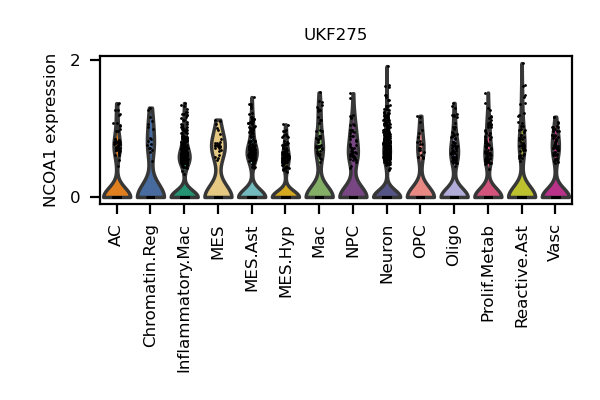 UKF275
NCOA1 expression
2
0
AC
Chromatin.Reg
Inflammatory.Mac
MES
MES.Ast
MES.Hyp
Mac
NPC
Neuron
OPC
Oligo
Prolif.Metab
Reactive.Ast
Vasc